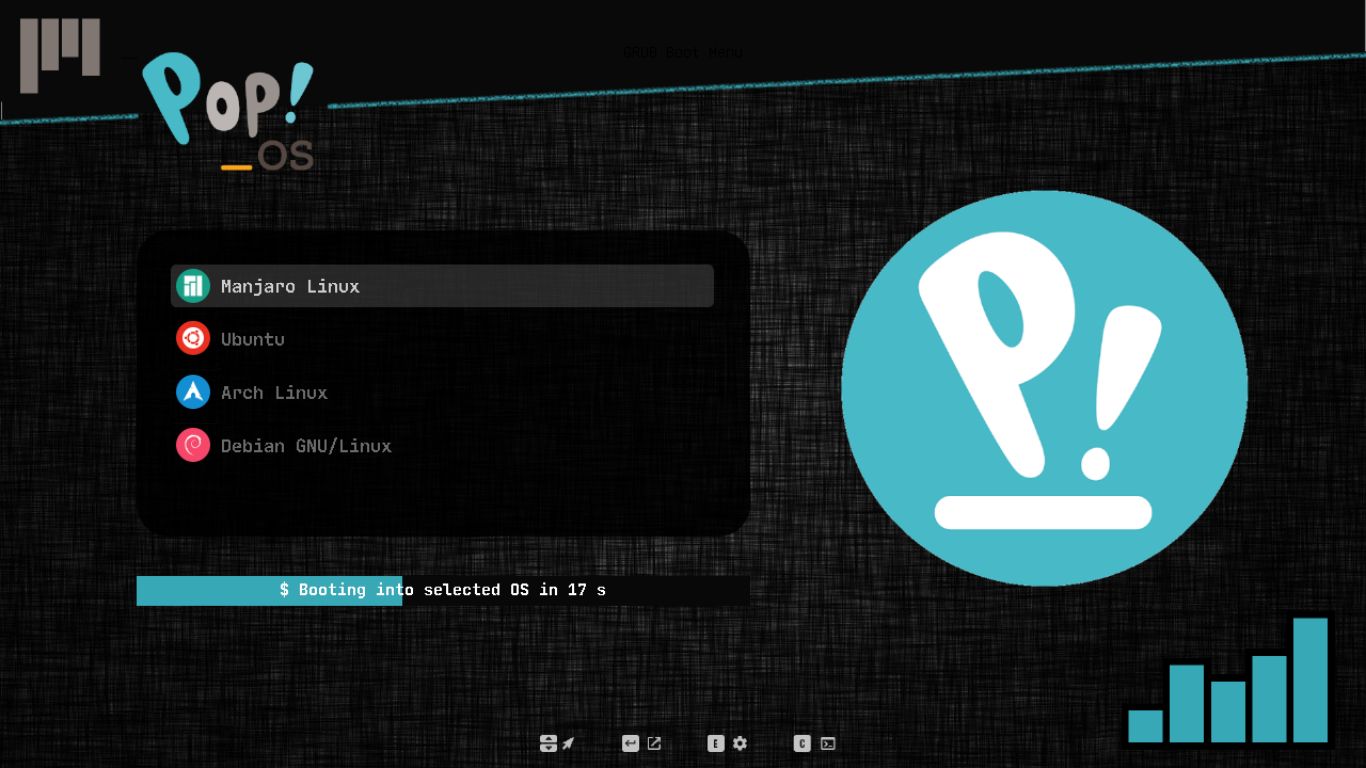 GRUB Boot Menu
Pop!
_OS
Manjaro Linux
Ubuntu
Arch Linux
Debian GNU/Linux
P!
$ Booting into selected OS in 17 s
E
C